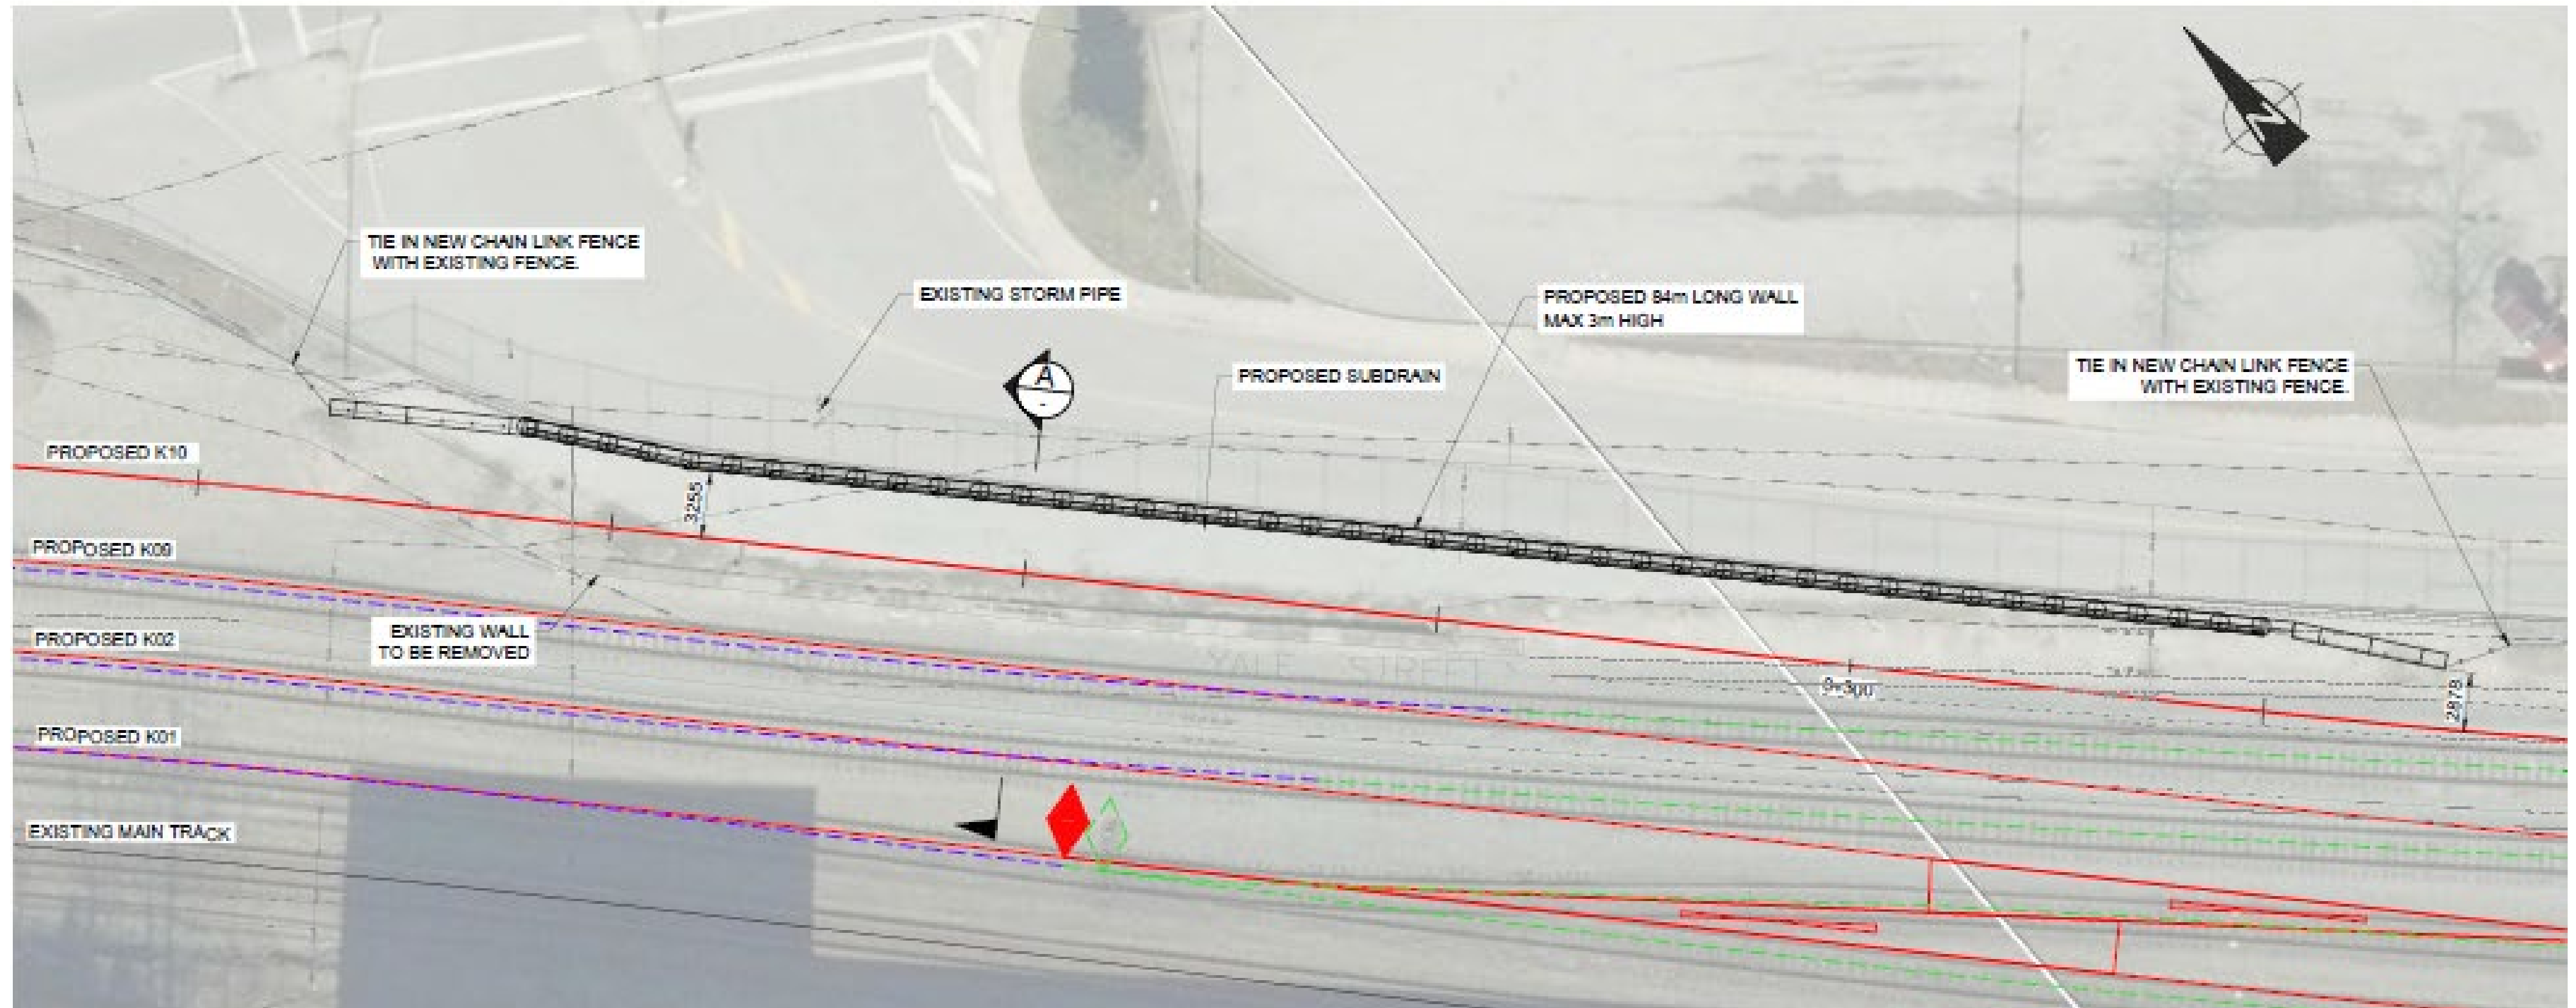 TIE IN NEW CHAIN LINK FENCE
WITH EXISTING FENCE.
EXISTING STORM PIPE
PROPOSED 84m LONG WALL
MAX 3m HIGH
A
-
PROPOSED SUBDRAIN
TIE IN NEW CHAIN LINK FENCE
WITH EXISTING FENCE.
PROPOSED K10
3255
PROPOSED K09
EXISTING WALL
TO BE REMOVED
PROPOSED K02
YALE STREET
9+300
2878
PROPOSED K01
EXISTING MAIN TRACK